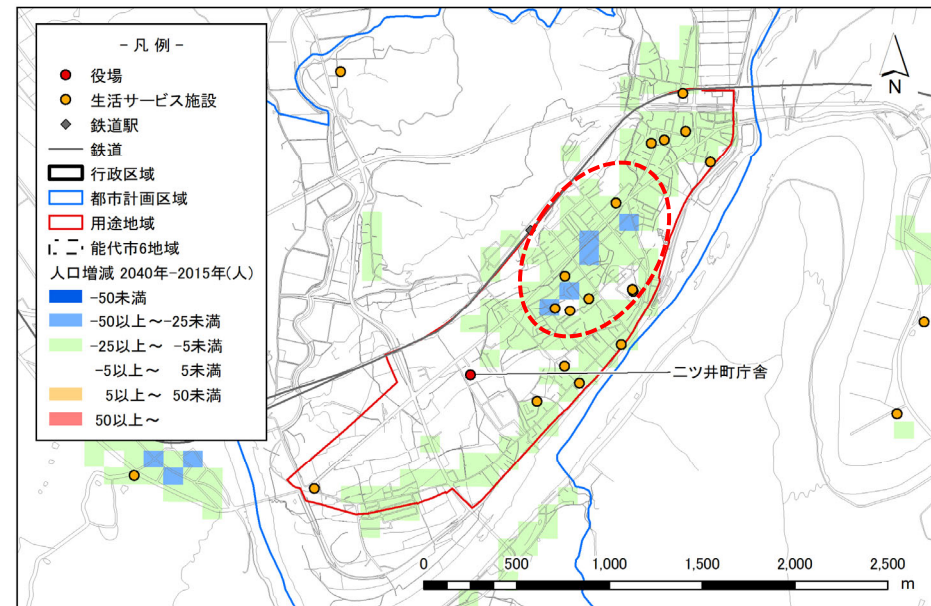 - 凡 例 -
役場
生活サービス施設
鉄道駅
鉄道
行政区域
都市計画区域
用途地域
能代市6地域
人口増減 2040年-2015年(人)
-50未満
-50以上～-25未満
-25以上～ -5未満
-5以上～ 5未満
5以上～ 50未満
50以上～
N
二ツ井町庁舎
0 500 1,000 1,500 2,000 2,500
m